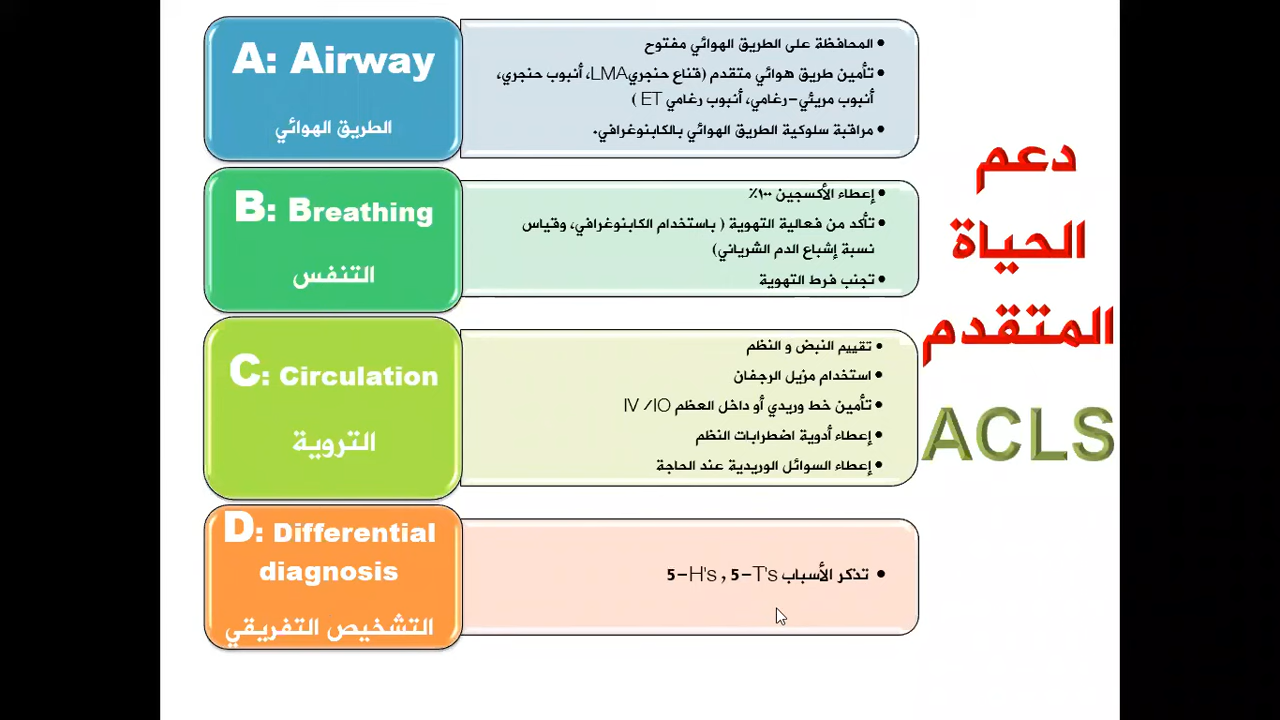 دعم
الحياة
المتقدم
ACLS
A: Airway
الطريق الهوائي
• المحافظة على الطريق الهوائي مفتوح
• تأمين طريق هوائي متقدم (قناع حنجريLMA، أنبوب حنجري،
أنبوب مريئي-رغامي، أنبوب رغامي ET )
• مراقبة سلوكية الطريق الهوائي بالكابنوغرافي.
B: Breathing
التنفس
• إعطاء الأكسجين ١٠٠٪
• تأكد من فعالية التهوية ( باستخدام الكابنوغرافي، وقياس
نسبة إشباع الدم الشرياني)
• تجنب فرط التهوية
C: Circulation
التروية
• تقييم النبض و النظم
• استخدام مزيل الرجفان
• تأمين خط وريدي أو داخل العظم IV /IO
• إعطاء أدوية اضطرابات النظم
• إعطاء السوائل الوريدية عند الحاجة
D: Differential
diagnosis
التشخيص التفريقي
• تذكر الأسباب 5-H's , 5-T's